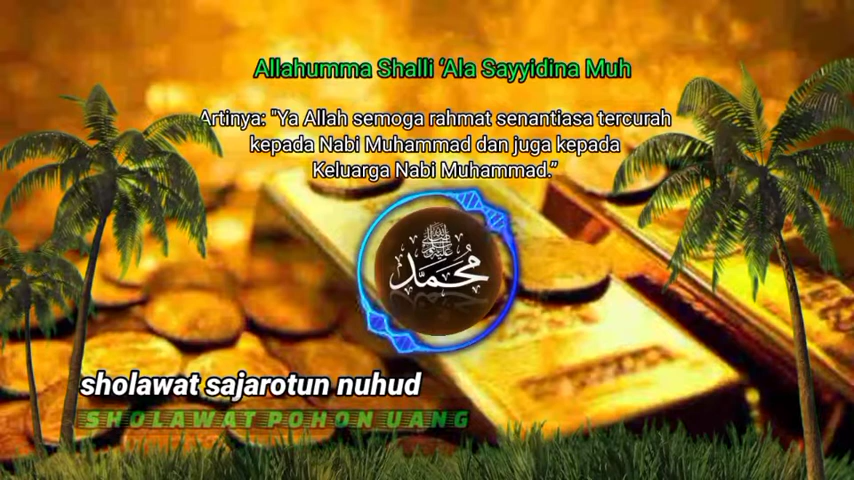 Allahumma Shalli ‘Ala Sayyidina Muh
Artinya: "Ya Allah semoga rahmat senantiasa tercurah
kepada Nabi Muhammad dan juga kepada
Keluarga Nabi Muhammad.”
محمد
sholawat sajarotun nuhud
SHOLAWAT POHON UANG